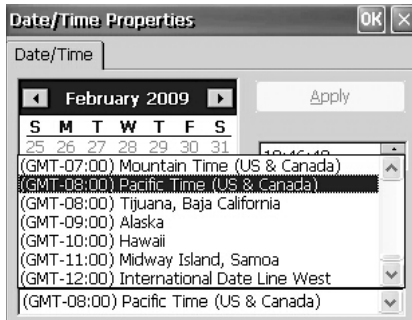 Date/Time Properties OK ×
Date/Time
February 2009 Apply
S M T W T F S
25 26 27 28 29 30 31
(GMT-07:00) Mountain Time (US & Canada)
(GMT-08:00) Pacific Time (US & Canada)
(GMT-08:00) Tijuana, Baja California
(GMT-09:00) Alaska
(GMT-10:00) Hawaii
(GMT-11:00) Midway Island, Samoa
(GMT-12:00) International Date Line West
(GMT-08:00) Pacific Time (US & Canada)